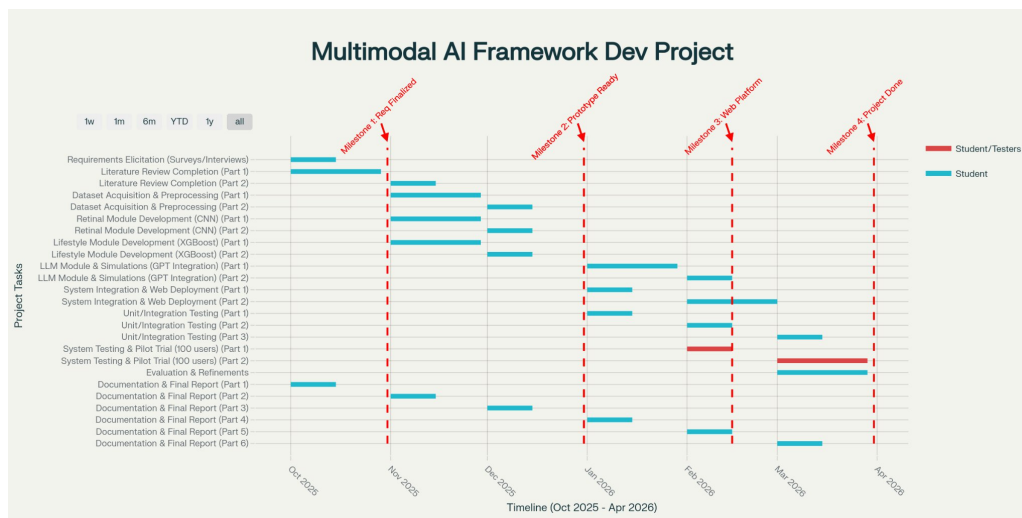 Multimodal AI Framework Dev Project
1w
1m
6m
YTD
1y
all
Milestone 1: Req Finalized
Milestone 2: Prototype Ready
Milestone 3: Web Platform
Milestone 4: Project Done
Student/Testers
Student
Project Tasks
Requirements Elicitation (Surveys/Interviews)
Literature Review Completion (Part 1)
Literature Review Completion (Part 2)
Dataset Acquisition & Preprocessing (Part 1)
Dataset Acquisition & Preprocessing (Part 2)
Retinal Module Development (CNN) (Part 1)
Retinal Module Development (CNN) (Part 2)
Lifestyle Module Development (XGBoost) (Part 1)
Lifestyle Module Development (XGBoost) (Part 2)
LLM Module & Simulations (GPT Integration) (Part 1)
LLM Module & Simulations (GPT Integration) (Part 2)
System Integration & Web Deployment (Part 1)
System Integration & Web Deployment (Part 2)
Unit/Integration Testing (Part 1)
Unit/Integration Testing (Part 2)
Unit/Integration Testing (Part 3)
System Testing & Pilot Trial (100 users) (Part 1)
System Testing & Pilot Trial (100 users) (Part 2)
Evaluation & Refinements
Documentation & Final Report (Part 1)
Documentation & Final Report (Part 2)
Documentation & Final Report (Part 3)
Documentation & Final Report (Part 4)
Documentation & Final Report (Part 5)
Documentation & Final Report (Part 6)
Oct 2025
Nov 2025
Dec 2025
Jan 2026
Feb 2026
Mar 2026
Apr 2026
Timeline (Oct 2025 - Apr 2026)